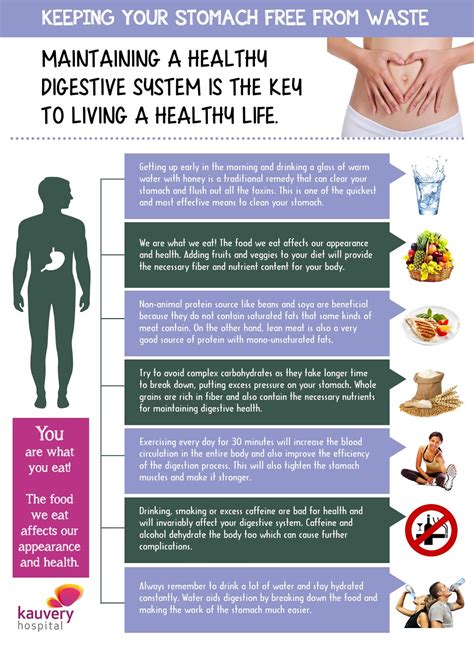 KEEPING YOUR STOMACH FREE FROM WASTE
MAINTAINING A HEALTHY
DIGESTIVE SYSTEM IS THE KEY
TO LIVING A HEALTHY LIFE.
Getting up early in the morning and drinking a glass of warm
water with honey is a traditional remedy that can clear your
stomach and flush out all the toxins. This is one of the quickest
and most effective means to clean your stomach.
We are what we eat! The food we eat affects our appearance
and health. Adding fruits and veggies to your diet will provide
the necessary fiber and nutrient content for your body.
Non-animal protein source like beans and soya are beneficial
because they do not contain saturated fats that some kinds of
meat contain. On the other hand, lean meat is also a very
good source of protein with mono-unsaturated fats.
Try to avoid complex carbohydrates as they take longer time
to break down, putting excess pressure on your stomach. Whole
grains are rich in fiber and also contain the necessary nutrients
for maintaining digestive health.
Exercising every day for 30 minutes will increase the blood
circulation in the entire body and also improve the efficiency
of the digestion process. This will also tighten the stomach
muscles and make it stronger.
Drinking, smoking or excess caffeine are bad for health and
will invariably affect your digestive system. Caffeine and
alcohol dehydrate the body too which can cause further
complications.
Always remember to drink a lot of water and stay hydrated
constantly. Water aids digestion by breaking down the food and
making the work of the stomach much easier.
You
are what
you eat!
The food
we eat
affects our
appearance
and health.
kauvery
hospital